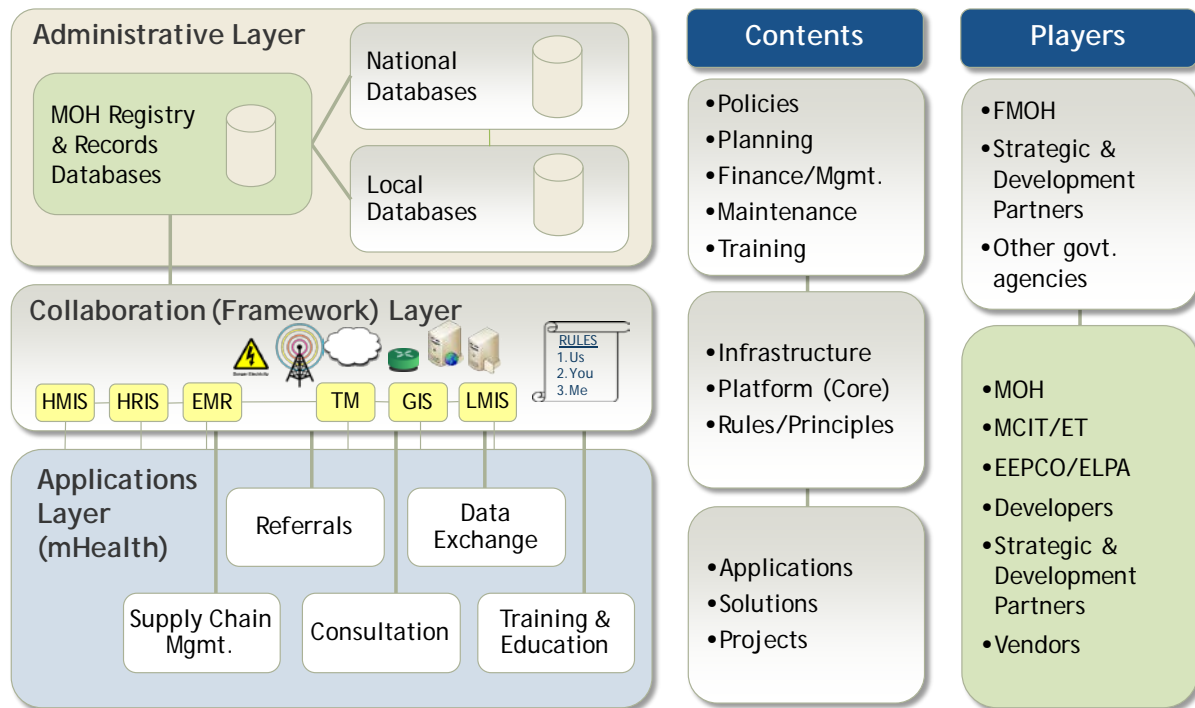 Administrative Layer
MOH Registry
& Records
Databases
National
Databases
Local
Databases
Collaboration (Framework) Layer
RULES
1. Us
2. You
3. Me
HMIS
HRIS
EMR
TM
GIS
LMIS
Applications
Layer
(mHealth)
Referrals
Data
Exchange
Supply Chain
Mgmt.
Consultation
Training &
Education
Contents
•Policies
•Planning
•Finance/Mgmt.
•Maintenance
•Training
•Infrastructure
•Platform (Core)
•Rules/Principles
•Applications
•Solutions
•Projects
Players
•FMOH
•Strategic &
Development
Partners
•Other govt.
agencies
•MOH
•MCIT/ET
•EEPCO/ELPA
•Developers
•Strategic &
Development
Partners
•Vendors